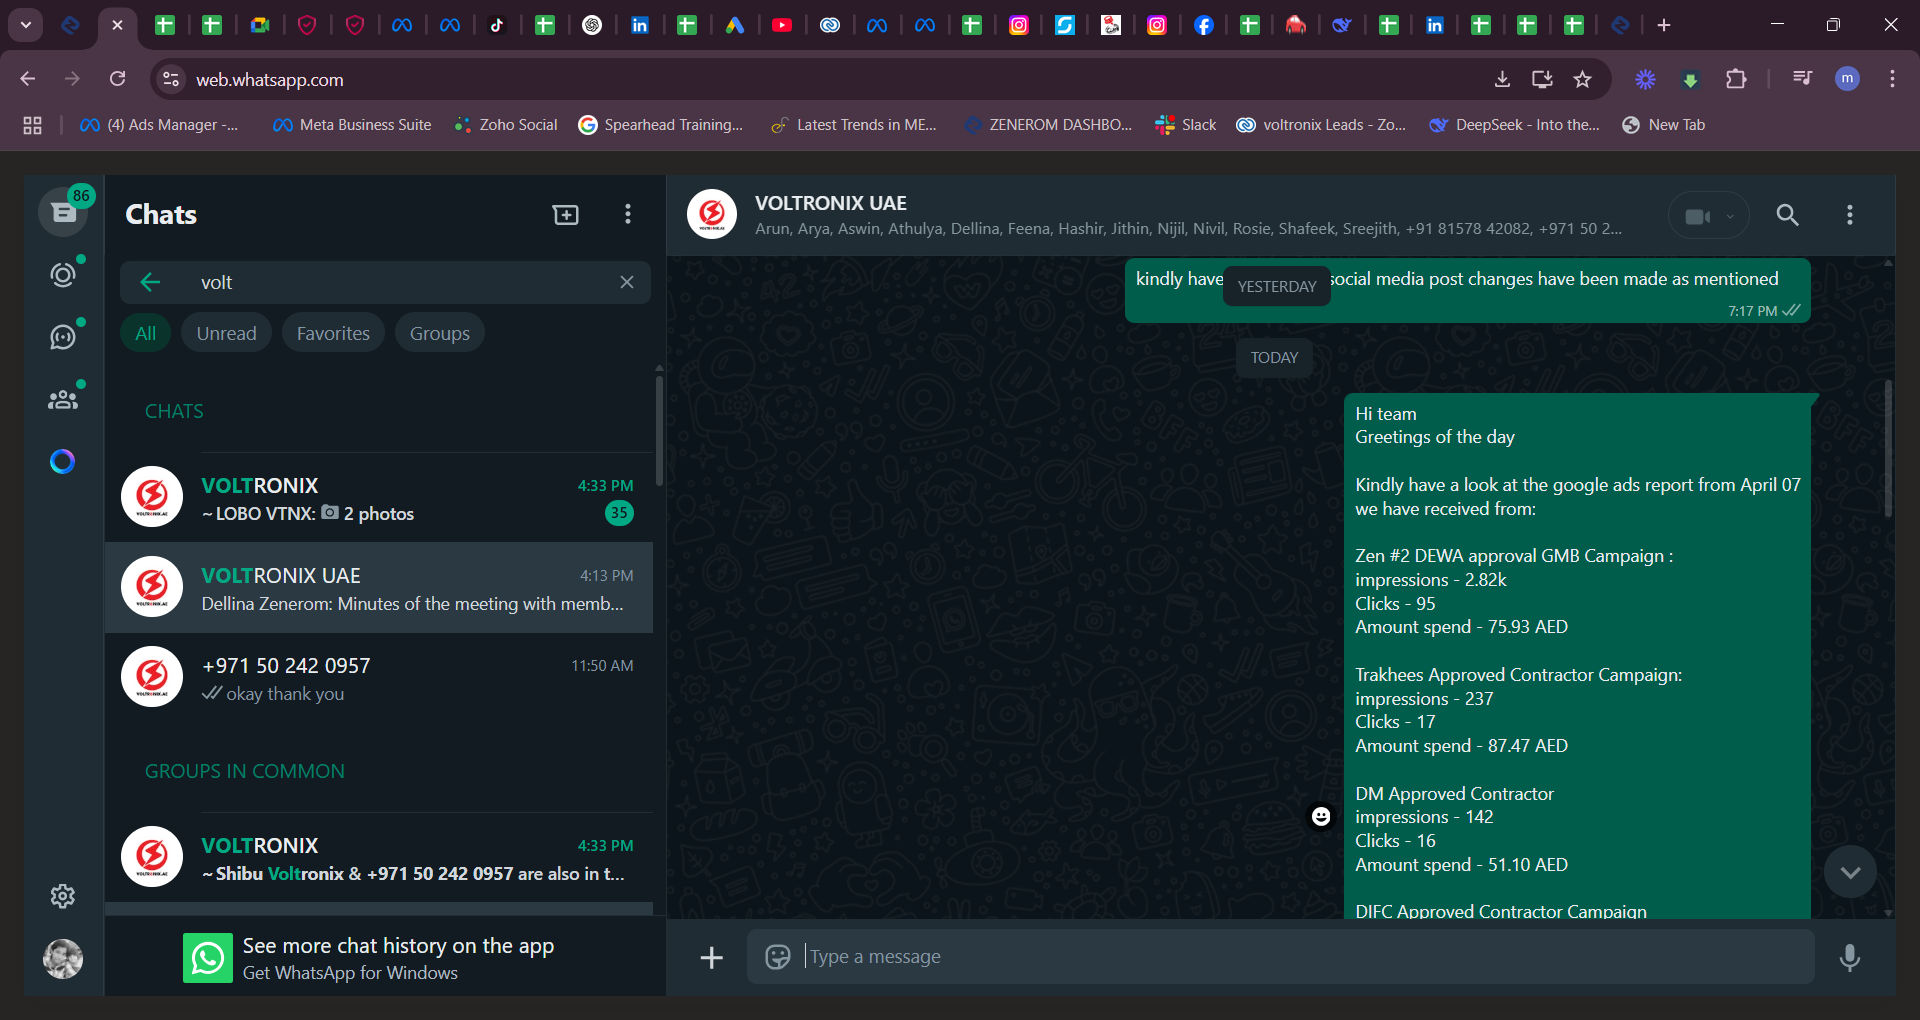 web.whatsapp.com
m
(4) Ads Manager -...
Meta Business Suite
Zoho Social
Spearhead Training...
Latest Trends in ME...
ZENEROM DASHBO...
Slack
voltronix Leads - Zo...
DeepSeek - Into the...
New Tab
86
Chats
volt
All
Unread
Favorites
Groups
CHATS
VOLTRONIX
4:33 PM
~ LOBO VTNX: 2 photos
35
VOLTRONIX UAE
4:13 PM
Dellina Zenerom: Minutes of the meeting with memb...
+971 50 242 0957
11:50 AM
okay thank you
GROUPS IN COMMON
VOLTRONIX
4:33 PM
~ Shibu Voltronix & +971 50 242 0957 are also in t...
See more chat history on the app
Get WhatsApp for Windows
VOLTRONIX UAE
Arun, Arya, Aswin, Athulya, Dellina, Feena, Hashir, Jithin, Nijil, Nivil, Rosie, Shafeek, Sreejith, +91 81578 42082, +971 50 2...
kindly have social media post changes have been made as mentioned
YESTERDAY
7:17 PM
TODAY
Hi team
Greetings of the day
Kindly have a look at the google ads report from April 07
we have received from:
Zen #2 DEWA approval GMB Campaign :
impressions - 2.82k
Clicks - 95
Amount spend - 75.93 AED
Trakhees Approved Contractor Campaign:
impressions - 237
Clicks - 17
Amount spend - 87.47 AED
DM Approved Contractor
impressions - 142
Clicks - 16
Amount spend - 51.10 AED
DIFC Approved Contractor Campaign
Type a message